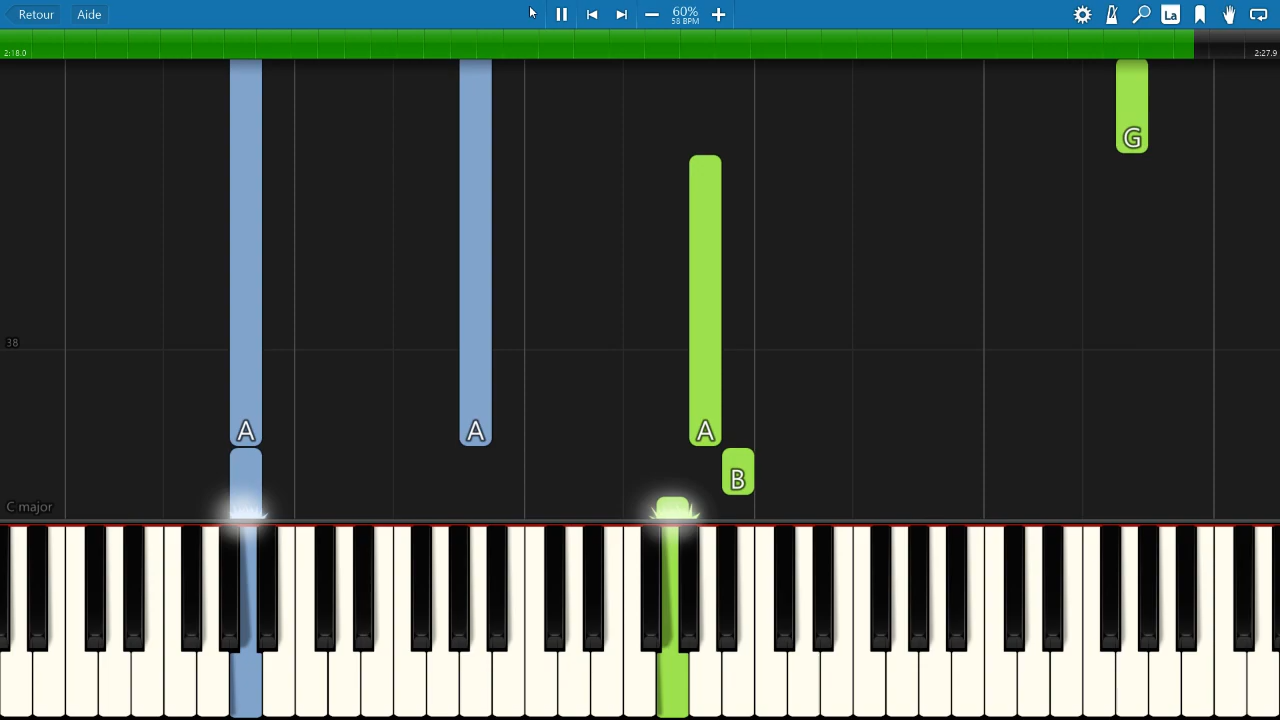 Retour
Aide
60%
58 BPM
La
2:18.0
2:27.9
G
38
A
A
A
B
C major